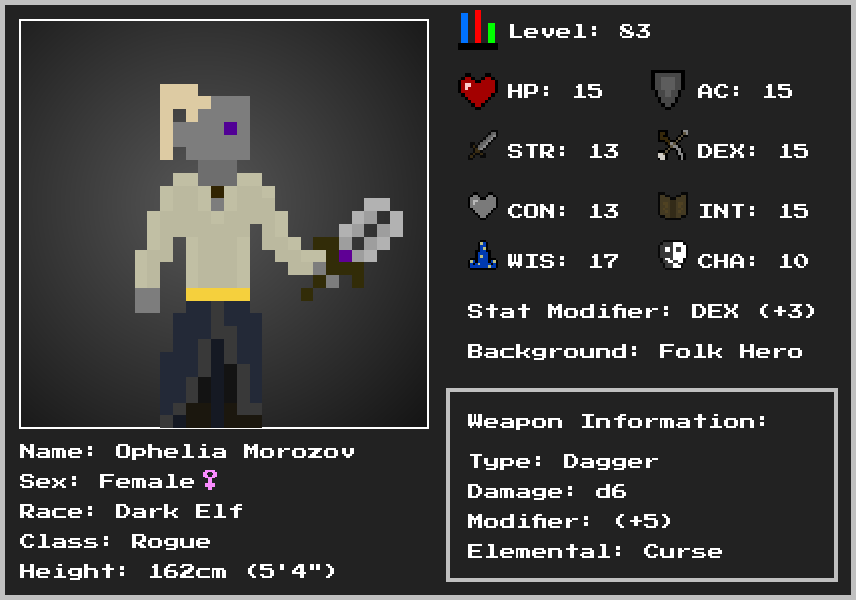 Level: 83
HP: 15 AC: 15
STR: 13 DEX: 15
CON: 13 INT: 15
WIS: 17 CHA: 10
Stat Modifier: DEX (+3)
Background: Folk Hero
Weapon Information:
Type: Dagger
Damage: d6
Modifier: (+5)
Elemental: Curse
Name: Ophelia Morozov
Sex: Female♀
Race: Dark Elf
Class: Rogue
Height: 162cm (5'4")